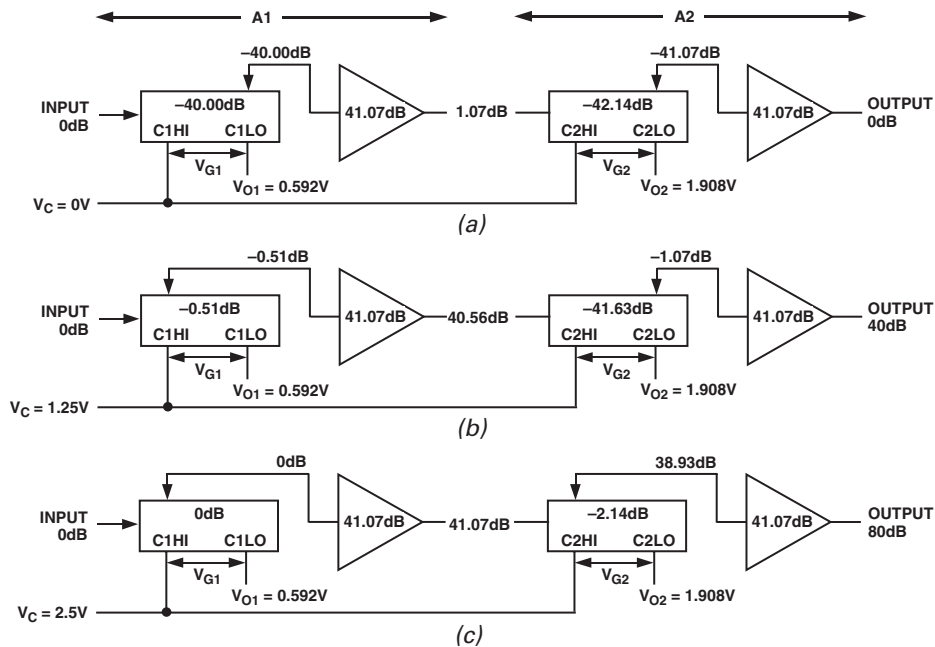 A1 A2
–40.00dB –41.07dB
INPUT 0dB –40.00dB C1HI C1LO 41.07dB 1.07dB –42.14dB C2HI C2LO 41.07dB OUTPUT 0dB
VG1 VG2
VO1 = 0.592V VO2 = 1.908V
VC = 0V
(a)
–0.51dB –1.07dB
INPUT 0dB –0.51dB C1HI C1LO 41.07dB 40.56dB –41.63dB C2HI C2LO 41.07dB OUTPUT 40dB
VG1 VG2
VO1 = 0.592V VO2 = 1.908V
VC = 1.25V
(b)
0dB 38.93dB
INPUT 0dB 0dB C1HI C1LO 41.07dB 41.07dB –2.14dB C2HI C2LO 41.07dB OUTPUT 80dB
VG1 VG2
VO1 = 0.592V VO2 = 1.908V
VC = 2.5V
(c)